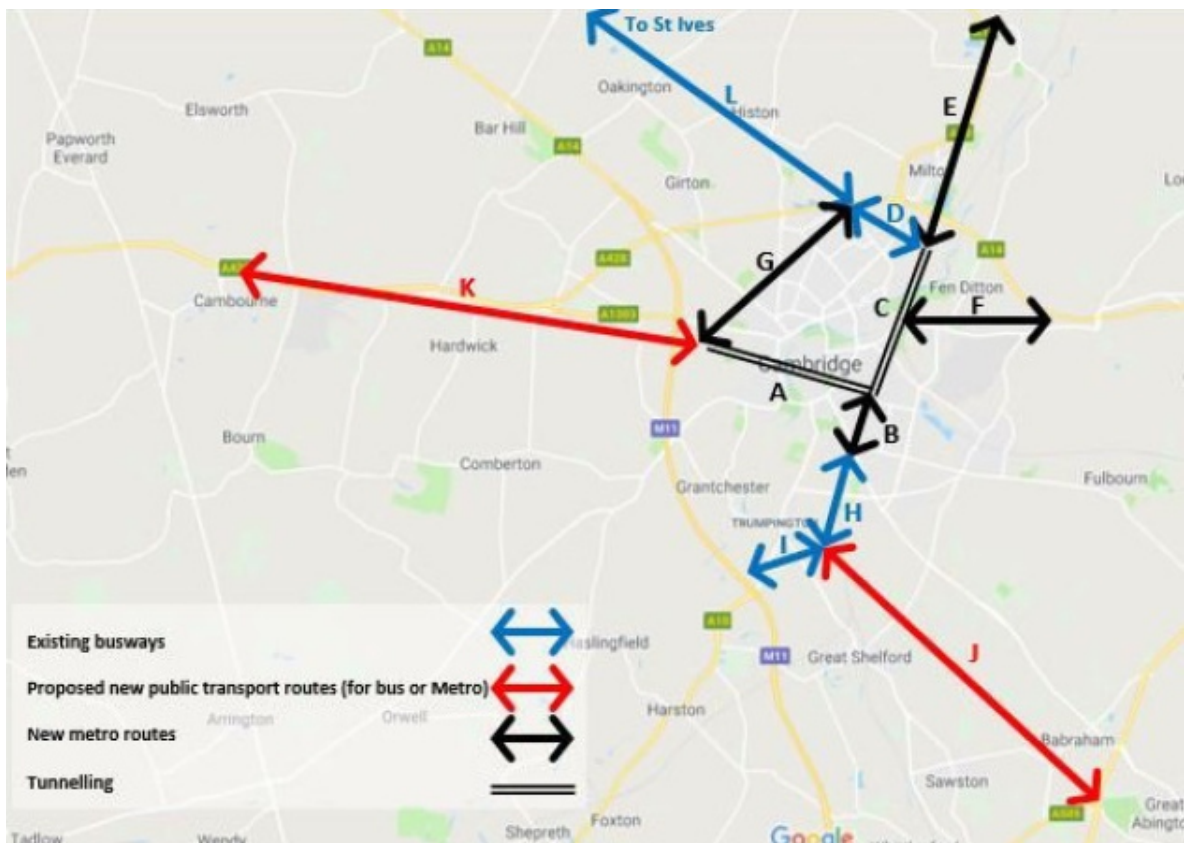 To St Ives
A14
Oakington
L
E
Histon
Elsworth
Bar Hill
A14
Papworth
Everard
Milto
Girton
D
A14
G
A428
K
C
Fen Ditton
F
Cambourne
A1303
Hardwick
Cambridge
A
M11
B
Bourn
Comberton
Fulbourn
Grantchester
H
TRUMPINGTON
I
A10
Existing busways
Haslingfield
M11
Great Shelford
J
Proposed new public transport routes (for bus or Metro)
Arrington
Orwell
Harston
New metro routes
Babraham
Tunnelling
Sawston
Great
Abington
Foxton
Shepreth
Google
Tadlow
Wendy